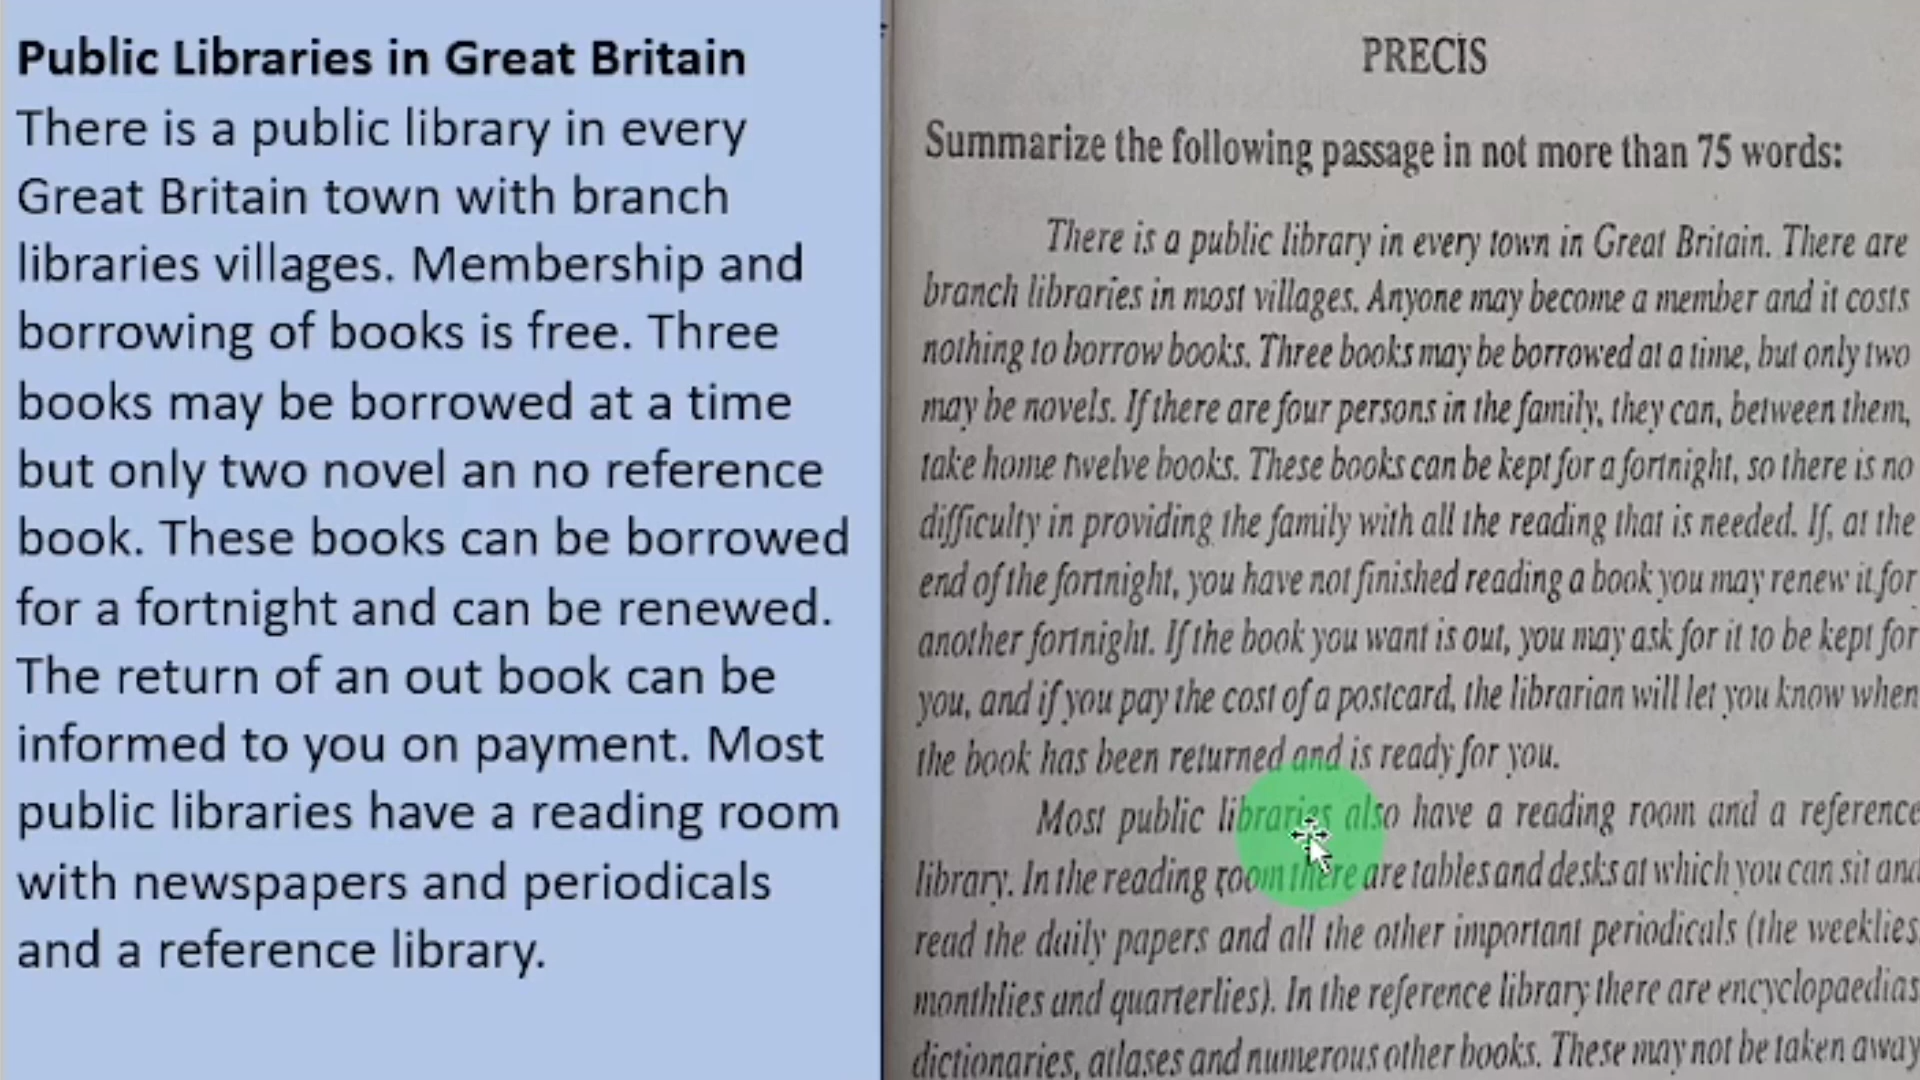 Public Libraries in Great Britain
There is a public library in every
Great Britain town with branch
libraries villages. Membership and
borrowing of books is free. Three
books may be borrowed at a time
but only two novel an no reference
book. These books can be borrowed
for a fortnight and can be renewed.
The return of an out book can be
informed to you on payment. Most
public libraries have a reading room
with newspapers and periodicals
and a reference library.
PRECIS
Summarize the following passage in not more than 75 words:
There is a public library in every town in Great Britain. There are
branch libraries in most villages. Anyone may become a member and it costs
nothing to borrow books. Three books may be borrowed at a time, but only two
may be novels. If there are four persons in the family, they can, between them,
take home twelve books. These books can be kept for a fortnight, so there is no
difficulty in providing the family with all the reading that is needed. If, at the
end of the fortnight, you have not finished reading a book you may renew it for
another fortnight. If the book you want is out, you may ask for it to be kept for
you, and if you pay the cost of a postcard, the librarian will let you know when
the book has been returned and is ready for you.
Most public libraries also have a reading room and a reference
library. In the reading room there are tables and desks at which you can sit and
read the daily papers and all the other important periodicals (the weeklies,
monthlies and quarterlies). In the reference library there are encyclopaedias
dictionaries, atlases and numerous other books. These may not be taken away